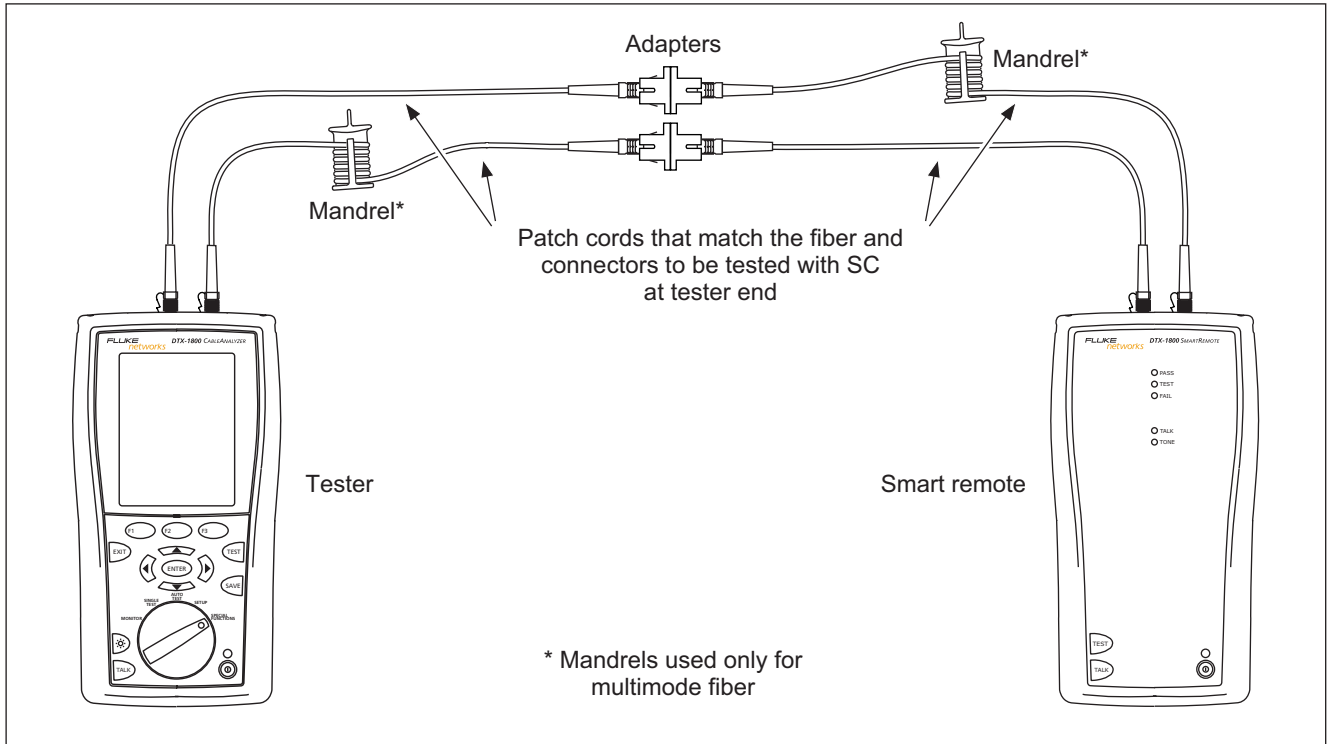 Adapters
Mandrel*
Mandrel*
Patch cords that match the fiber and
connectors to be tested with SC
at tester end
FLUKE
networks
DTX-1800 CABLEANALYZER
Tester
F1
F2
F3
EXIT
TEST
ENTER
SAVE
MONITOR
SINGLE
TEST
AUTO
TEST
SETUP
SPECIAL
FUNCTIONS
TALK
FLUKE
networks
DTX-1800 SMARTREMOTE
PASS
TEST
FAIL
TALK
TONE
Smart remote
TEST
TALK
* Mandrels used only for
multimode fiber